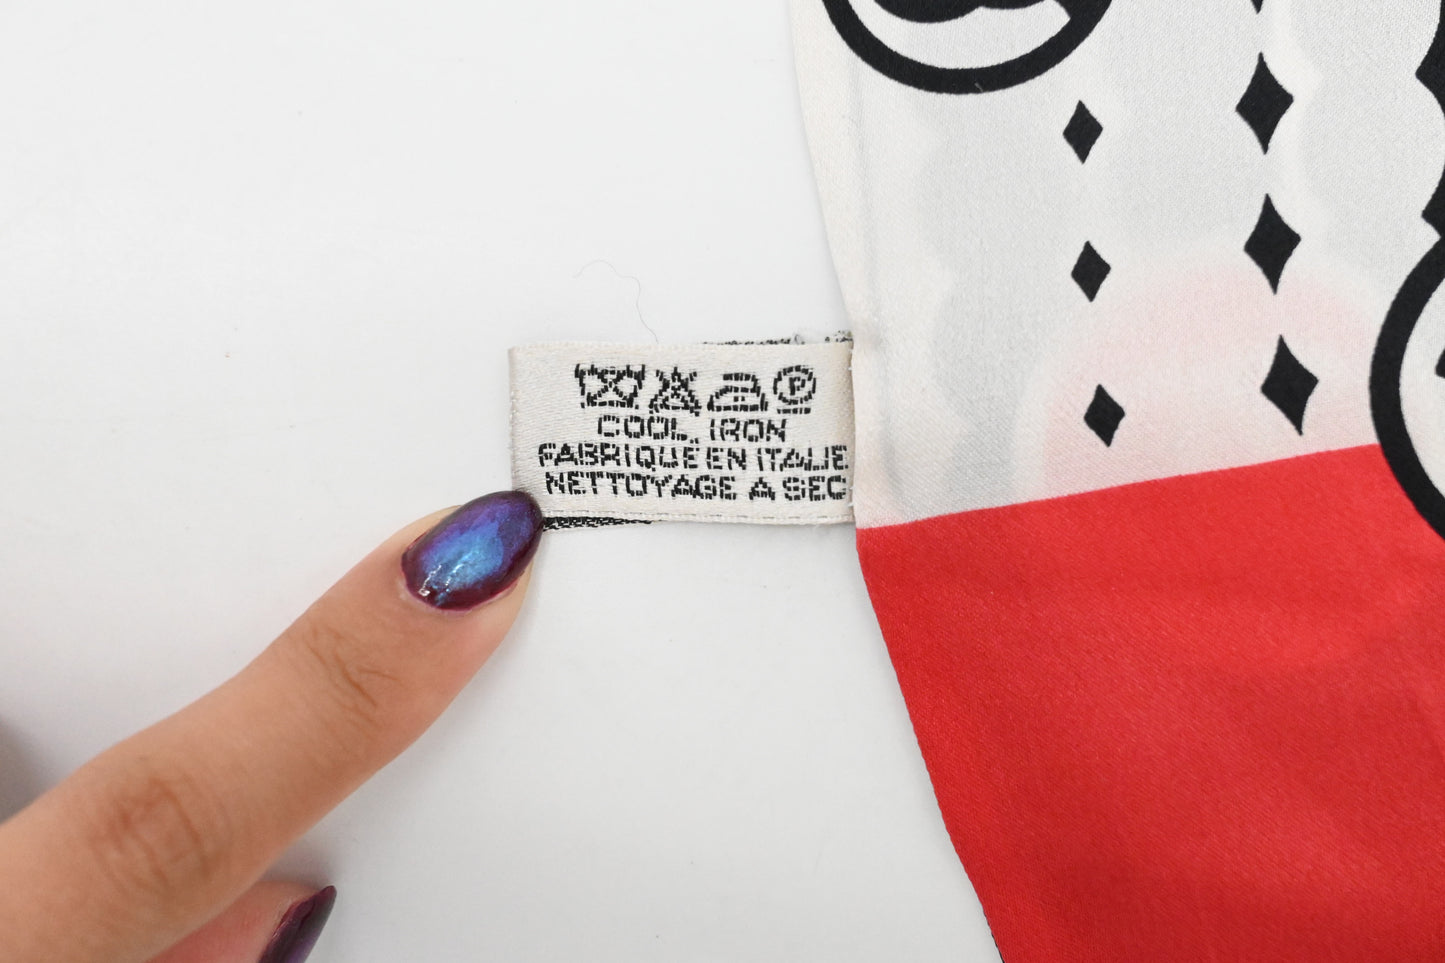 P
COOL IRON
FABRIQUE EN ITALIE
NETTOYAGE A SEC